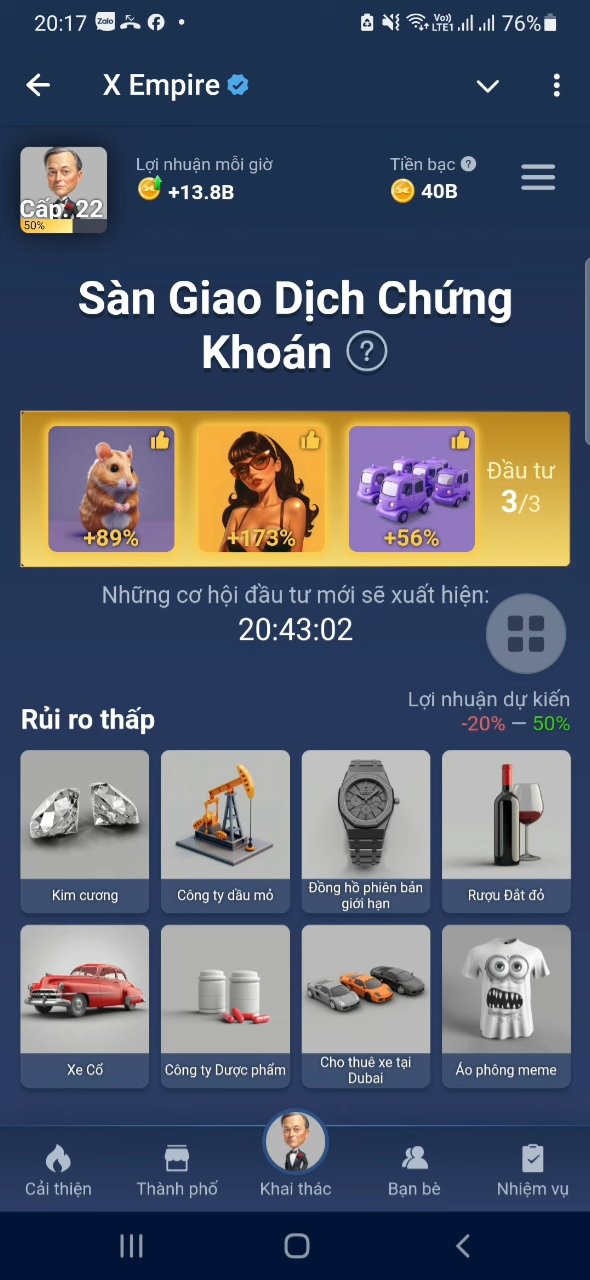 20:17 Zalo 76%
Vo)) LTE1
X Empire
Lợi nhuận mỗi giờ
+13.8B
Tiền bạc ?
40B
Cấp: 22
50%
Sàn Giao Dịch Chứng
Khoán ?
+89%
+173%
+56%
Đầu tư
3/3
Những cơ hội đầu tư mới sẽ xuất hiện:
20:43:02
Rủi ro thấp
Lợi nhuận dự kiến
-20% — 50%
Kim cương
Công ty dầu mỏ
Đồng hồ phiên bản
giới hạn
Rượu Đắt đỏ
Xe Cổ
Công ty Dược phẩm
Cho thuê xe tại
Dubai
Áo phông meme
Cải thiện
Thành phố
Khai thác
Bạn bè
Nhiệm vụ